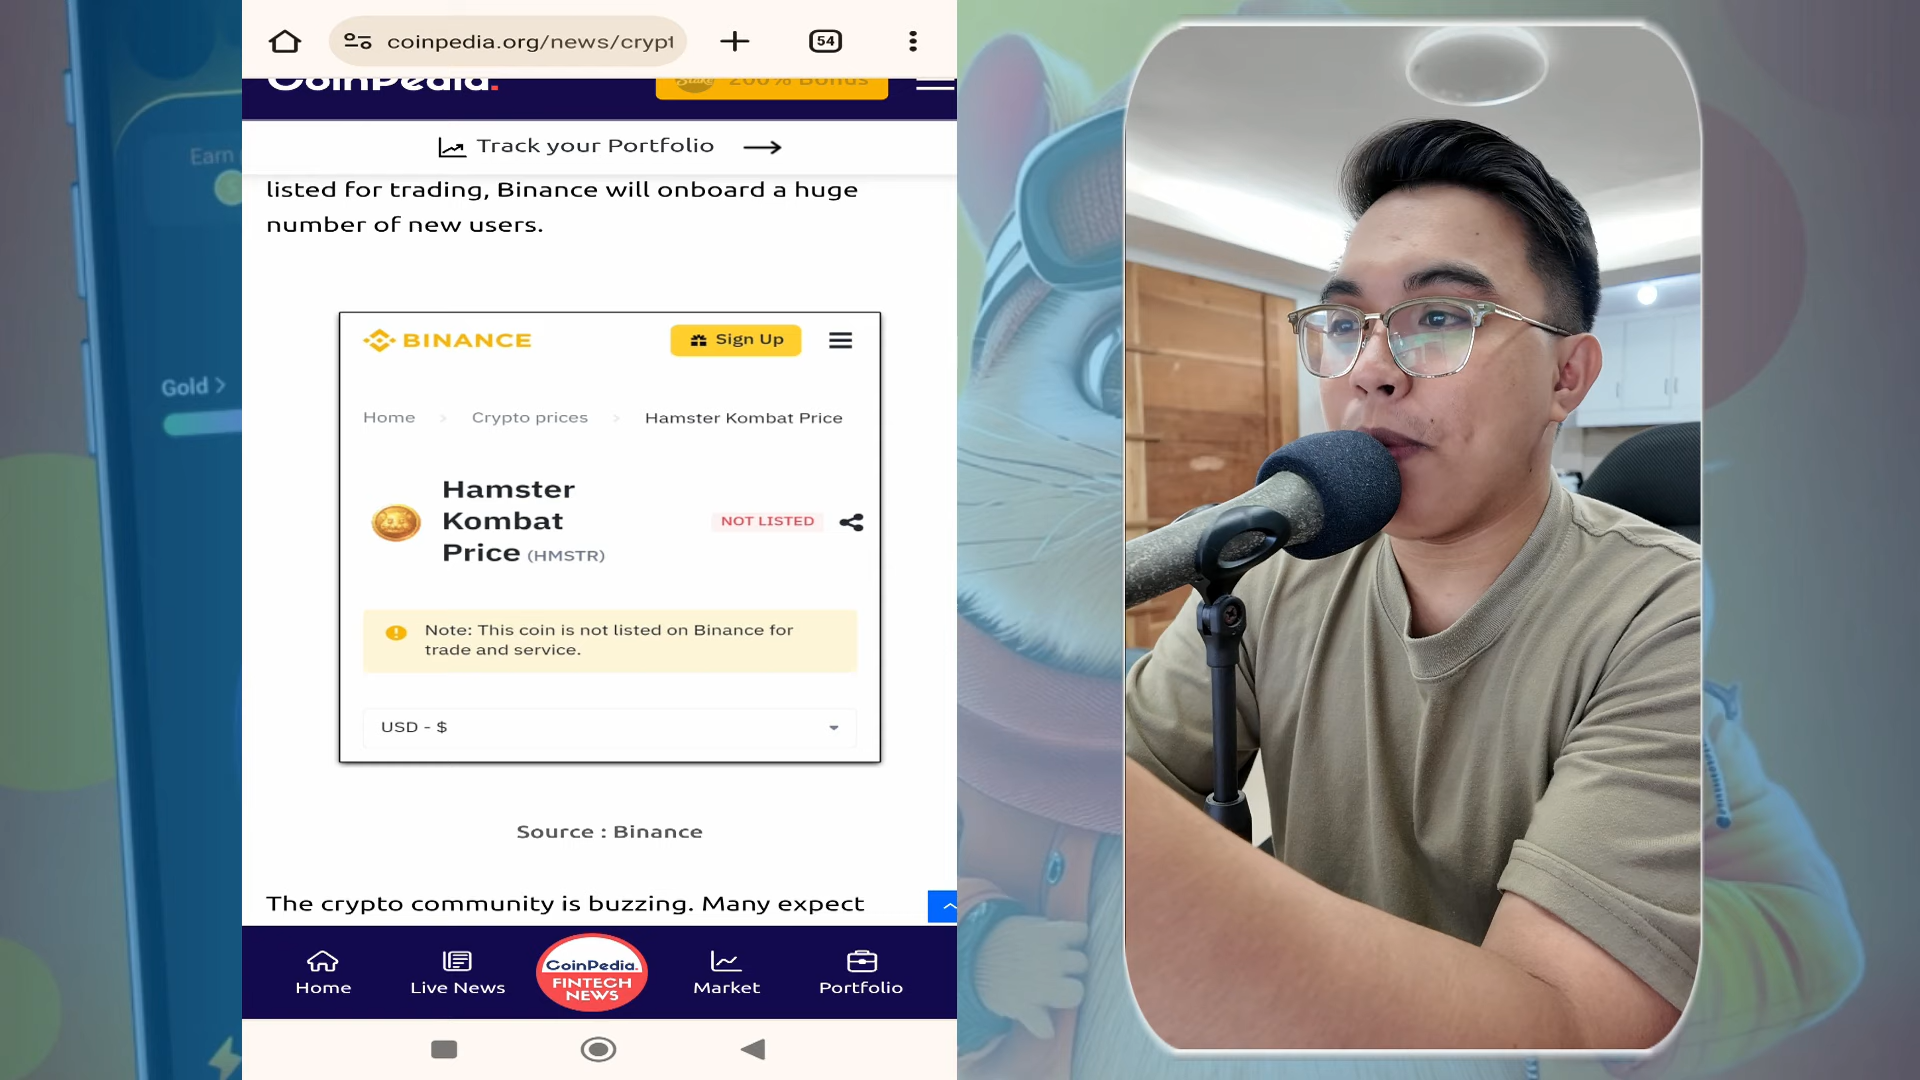 coinpedia.org/news/crypt
54
CoinPedia.
200% Bonus
Track your Portfolio
listed for trading, Binance will onboard a huge
number of new users.
BINANCE
Sign Up
Home
Crypto prices
Hamster Kombat Price
Hamster
Kombat
Price (HMSTR)
NOT LISTED
Note: This coin is not listed on Binance for
trade and service.
USD - $
Source : Binance
The crypto community is buzzing. Many expect
Home
Live News
CoinPedia.
FINTECH
NEWS
Market
Portfolio
Earn
Gold >